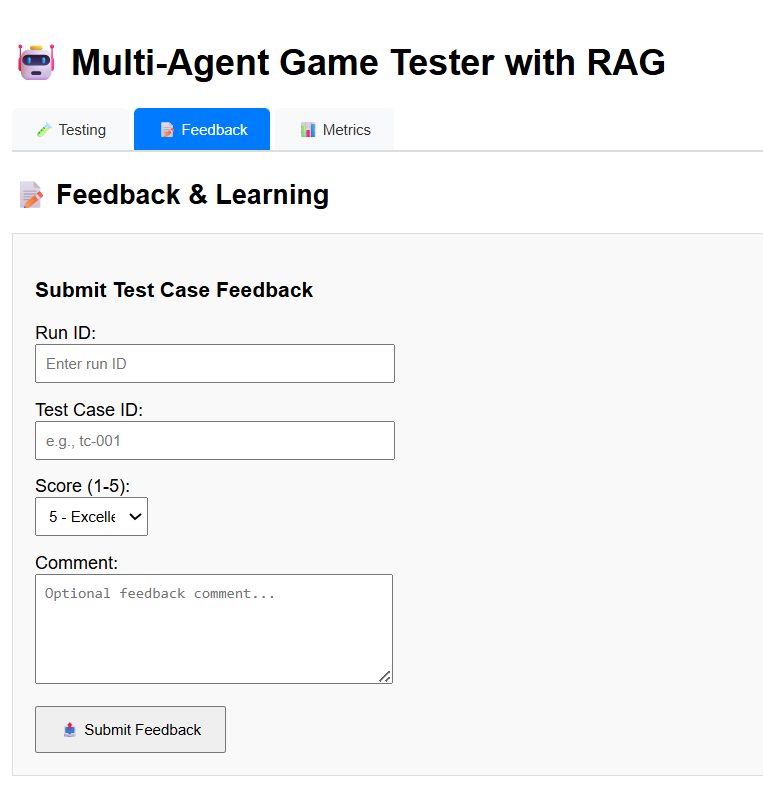 Multi-Agent Game Tester with RAG
Testing Feedback Metrics
Feedback & Learning
Submit Test Case Feedback
Run ID:
Enter run ID
Test Case ID:
e.g., tc-001
Score (1-5):
5 - Excelle
Comment:
Optional feedback comment...
Submit Feedback